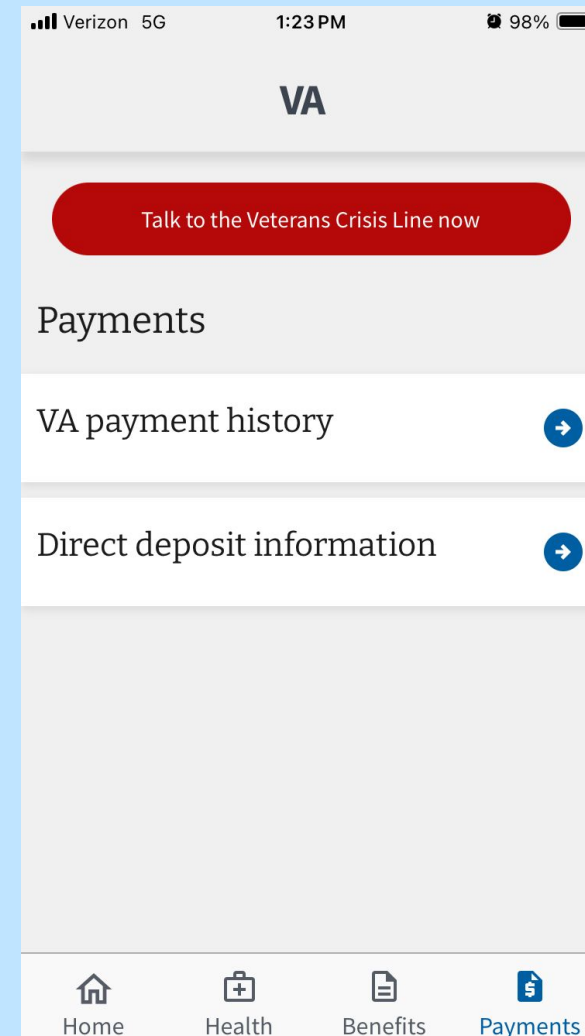 Verizon 5G 1:23 PM 98%
VA
Talk to the Veterans Crisis Line now
Payments
VA payment history
Direct deposit information
Home Health Benefits Payments